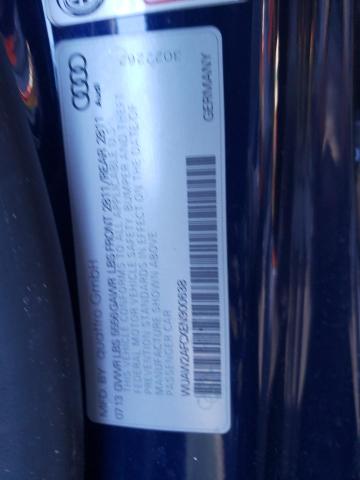 Audi
3022262
MFD. BY quattro GmbH
07/13 GVWR LBS 5556 GAWR LBS FRONT 2811/REAR 2811
THIS VEHICLE CONFORMS TO ALL APPLICABLE
FEDERAL MOTOR VEHICLE SAFETY, BUMPER AND THEFT
PREVENTION STANDARDS IN EFFECT ON THE DATE OF
MANUFACTURE SHOWN ABOVE
PASSENGER CAR
WUAW2AFCXEN900638
GERMANY